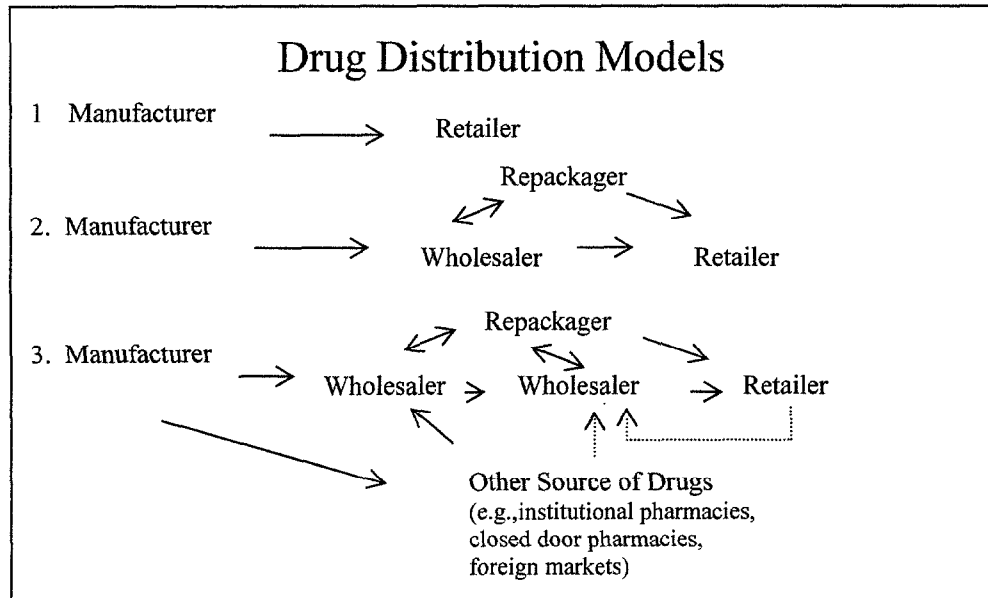 Drug Distribution Models
1 Manufacturer
Retailer
Repackager
2. Manufacturer
Wholesaler
Retailer
Repackager
3. Manufacturer
Wholesaler
Wholesaler
Retailer
Other Source of Drugs
(e.g.,institutional pharmacies,
closed door pharmacies,
foreign markets)